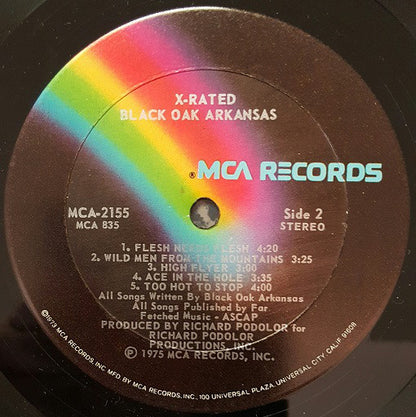 X-RATED
BLACK OAK ARKANSAS
® MCA RECORDS
MCA-2155
MCA 835
Side 2
STEREO
1. FLESH NEEDS FLESH 4:20
2. WILD MEN FROM THE MOUNTAINS 3:25
3. HIGH FLYER 3:00
4. ACE IN THE HOLE 3:35
5. TOO HOT TO STOP 4:00
All Songs Written By Black Oak Arkansas
All Songs Published by Far
Fetched Music - ASCAP
PRODUCED BY RICHARD PODOLOR for
RICHARD PODOLOR
PRODUCTIONS, INC.
℗ 1975 MCA RECORDS, INC.
©1973 MCA RECORDS, INC. MFD BY MCA RECORDS, INC., 100 UNIVERSAL PLAZA, UNIVERSAL CITY, CALIF. 91608